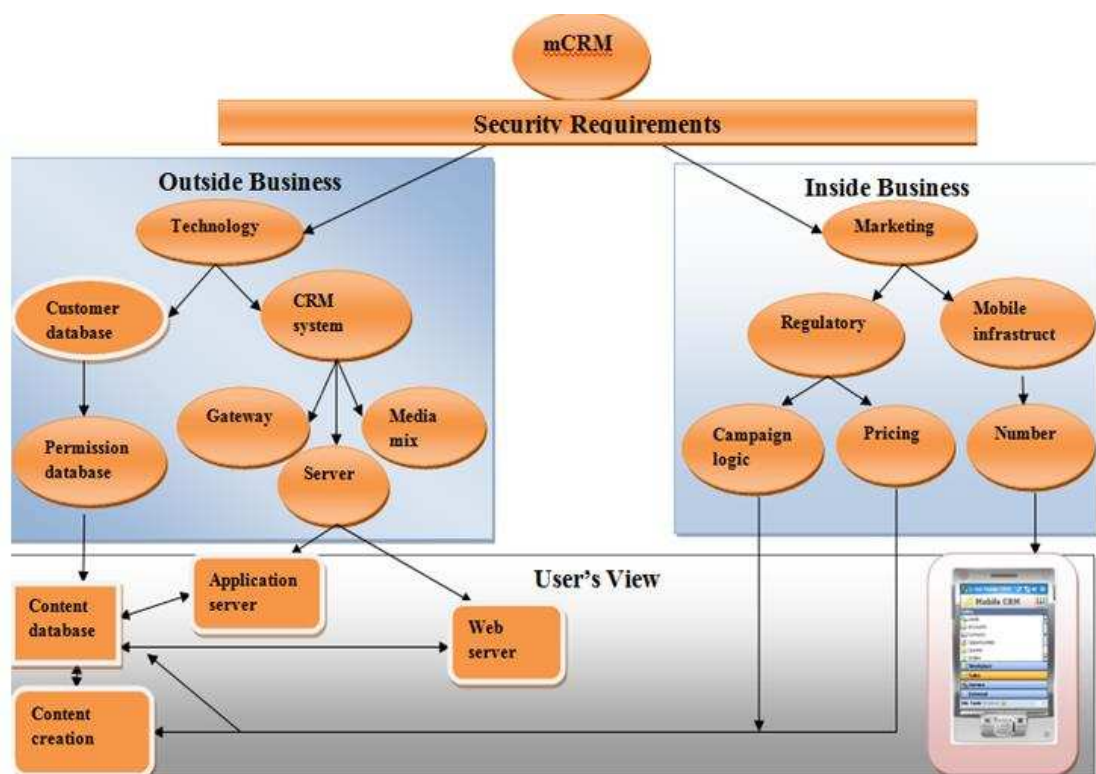 mCRM
Security Requirements
Outside Business
Inside Business
Technology
Marketing
Customer
database
CRM
system
Regulatory
Mobile
infrastruct
Gateway
Media
mix
Campaign
logic
Pricing
Number
Permission
database
Server
User's View
Application
server
Content
database
Web
server
Content
creation
Mobile CRM